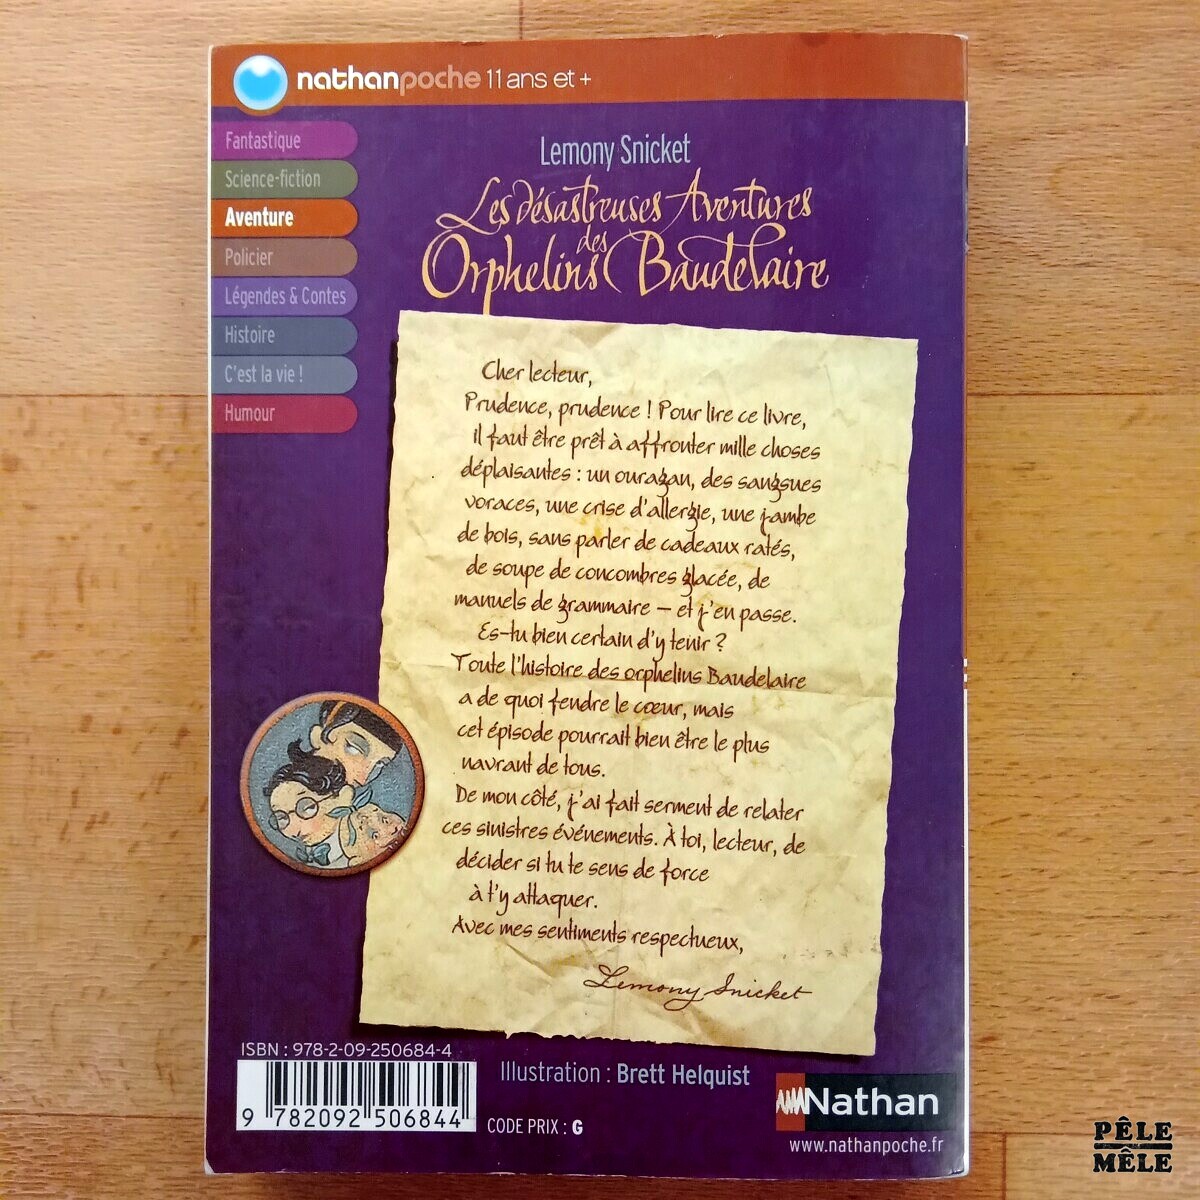 nathanpoche 11 ans et +
Fantastique
Science-fiction
Aventure
Policier
Légendes & Contes
Histoire
C'est la vie !
Humour
Lemony Snicket
Les désastreuses Aventures
des
Orphelins Baudelaire
Cher lecteur,
Prudence, prudence ! Pour lire ce livre,
il faut être prêt à affronter mille choses
déplaisantes : un ouragan, des sangsues
voraces, une crise d'allergie, une jambe
de bois, sans parler de cadeaux ratés,
de soupe de concombres glacée, de
manuels de grammaire – et j'en passe.
Es-tu bien certain d'y tenir ?
Toute l'histoire des orphelins Baudelaire
a de quoi fendre le cœur, mais
cet épisode pourrait bien être le plus
navrant de tous.
De mon côté, j'ai fait serment de relater
ces sinistres événements. À toi, lecteur, de
décider si tu te sens de force
à t'y attaquer.
Avec mes sentiments respectueux,
Lemony Snicket
ISBN : 978-2-09-250684-4
9 782092 506844
Illustration : Brett Helquist
CODE PRIX : G
Nathan
www.nathanpoche.fr
PÊLE
MÊLE